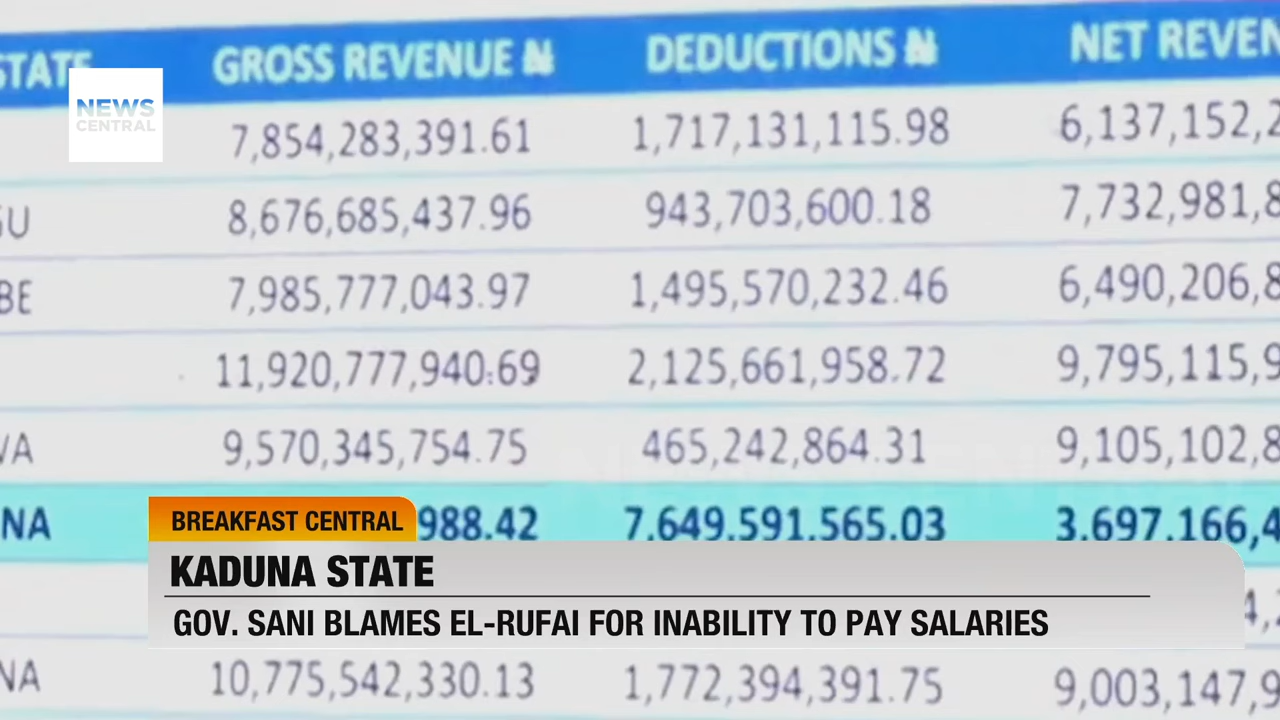 STATE GROSS REVENUE ₦ DEDUCTIONS ₦ NET REVEN
NEWS
CENTRAL
7,854,283,391.61 1,717,131,115.98 6,137,152,2
GU 8,676,685,437.96 943,703,600.18 7,732,981,8
BE 7,985,777,043.97 1,495,570,232.46 6,490,206,8
11,920,777,940.69 2,125,661,958.72 9,795,115,9
WA 9,570,345,754.75 465,242,864.31 9,105,102,8
NA 988.42 7,649,591,565.03 3,697,166,4
BREAKFAST CENTRAL
KADUNA STATE
GOV. SANI BLAMES EL-RUFAI FOR INABILITY TO PAY SALARIES
NA 10,775,542,330.13 1,772,394,391.75 9,003,147,9